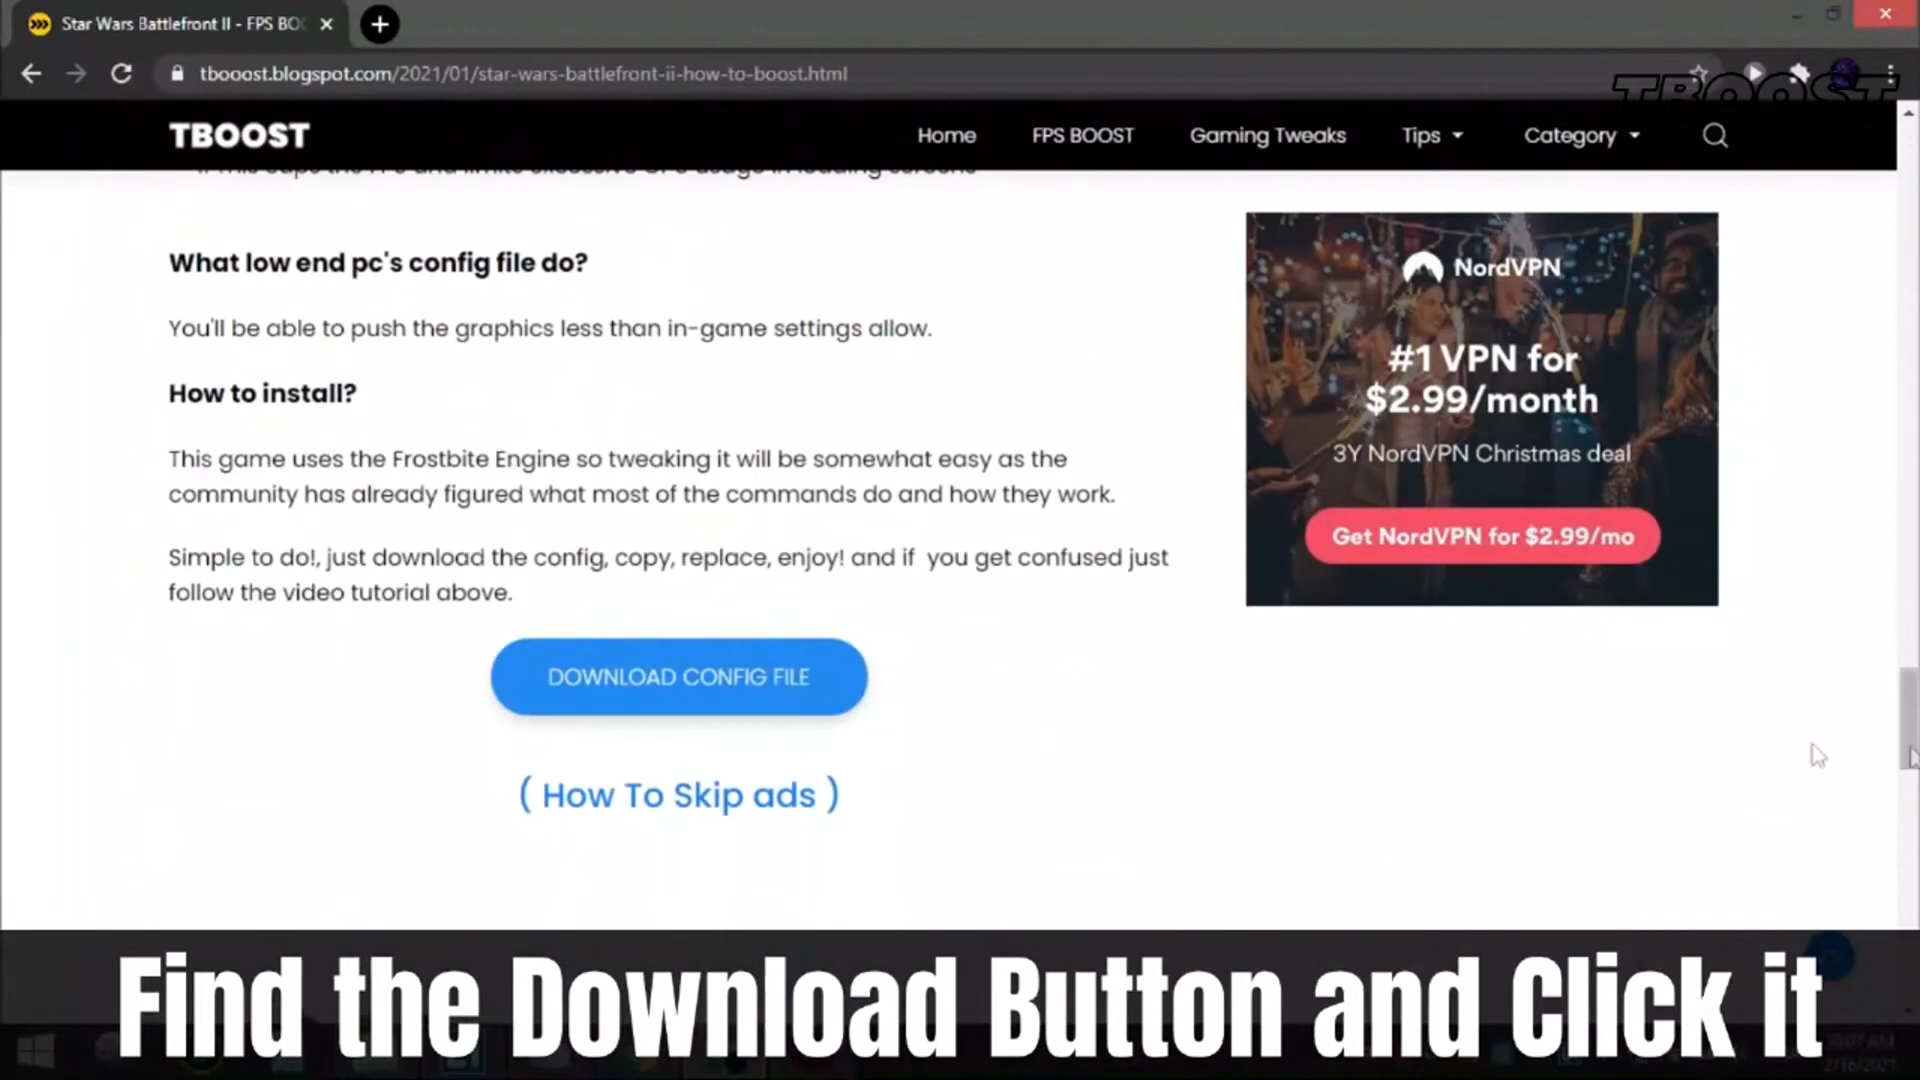 Star Wars Battlefront II - FPS BO
tbooost.blogspot.com/2021/01/star-wars-battlefront-ii-how-to-boost.html
TBOOST
TBOOST
Home
FPS BOOST
Gaming Tweaks
Tips
Category
What low end pc's config file do?
You'll be able to push the graphics less than in-game settings allow.
How to install?
This game uses the Frostbite Engine so tweaking it will be somewhat easy as the
community has already figured what most of the commands do and how they work.
Simple to do!, just download the config, copy, replace, enjoy! and if you get confused just
follow the video tutorial above.
DOWNLOAD CONFIG FILE
( How To Skip ads )
NordVPN
#1 VPN for
$2.99/month
3Y NordVPN Christmas deal
Get NordVPN for $2.99/mo
Find the Download Button and Click it